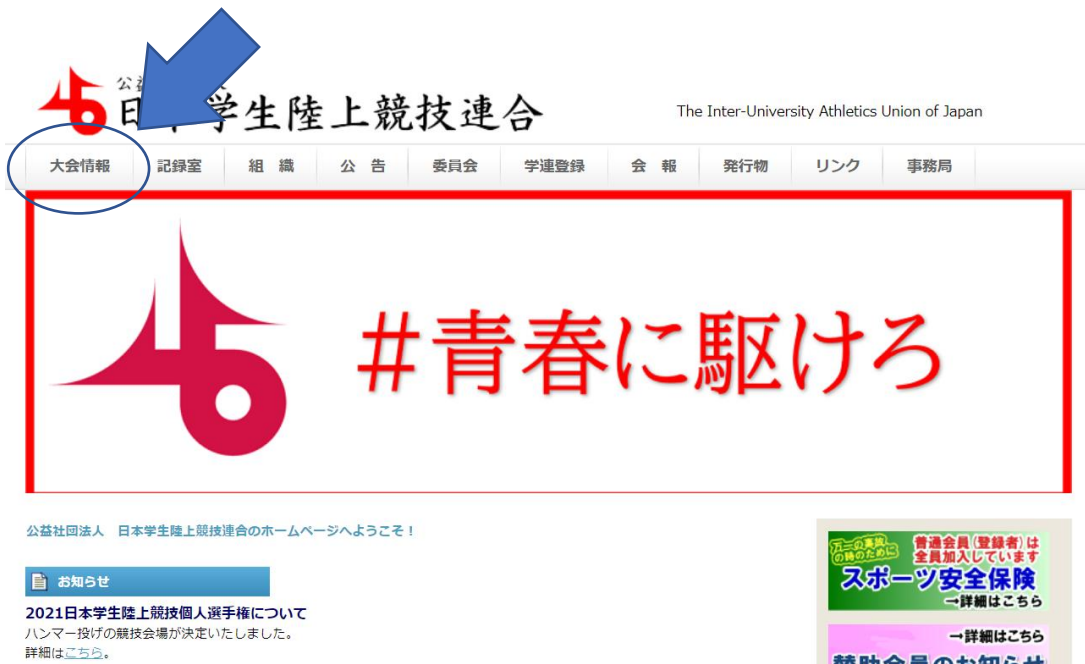 公益
日本学生陸上競技連合
The Inter-University Athletics Union of Japan
大会情報 記録室 組 織 公 告 委員会 学連登録 会 報 発行物 リンク 事務局
#青春に駆けろ
公益社団法人 日本学生陸上競技連合のホームページへようこそ!
お知らせ
2021日本学生陸上競技個人選手権について
ハンマー投げの競技会場が決定いたしました。
詳細はこちら。
万一の事故の時のために
普通会員(登録者)は
全員加入しています
スポーツ安全保険
→詳細はこちら
→詳細はこちら
賛助会員のお知らせ